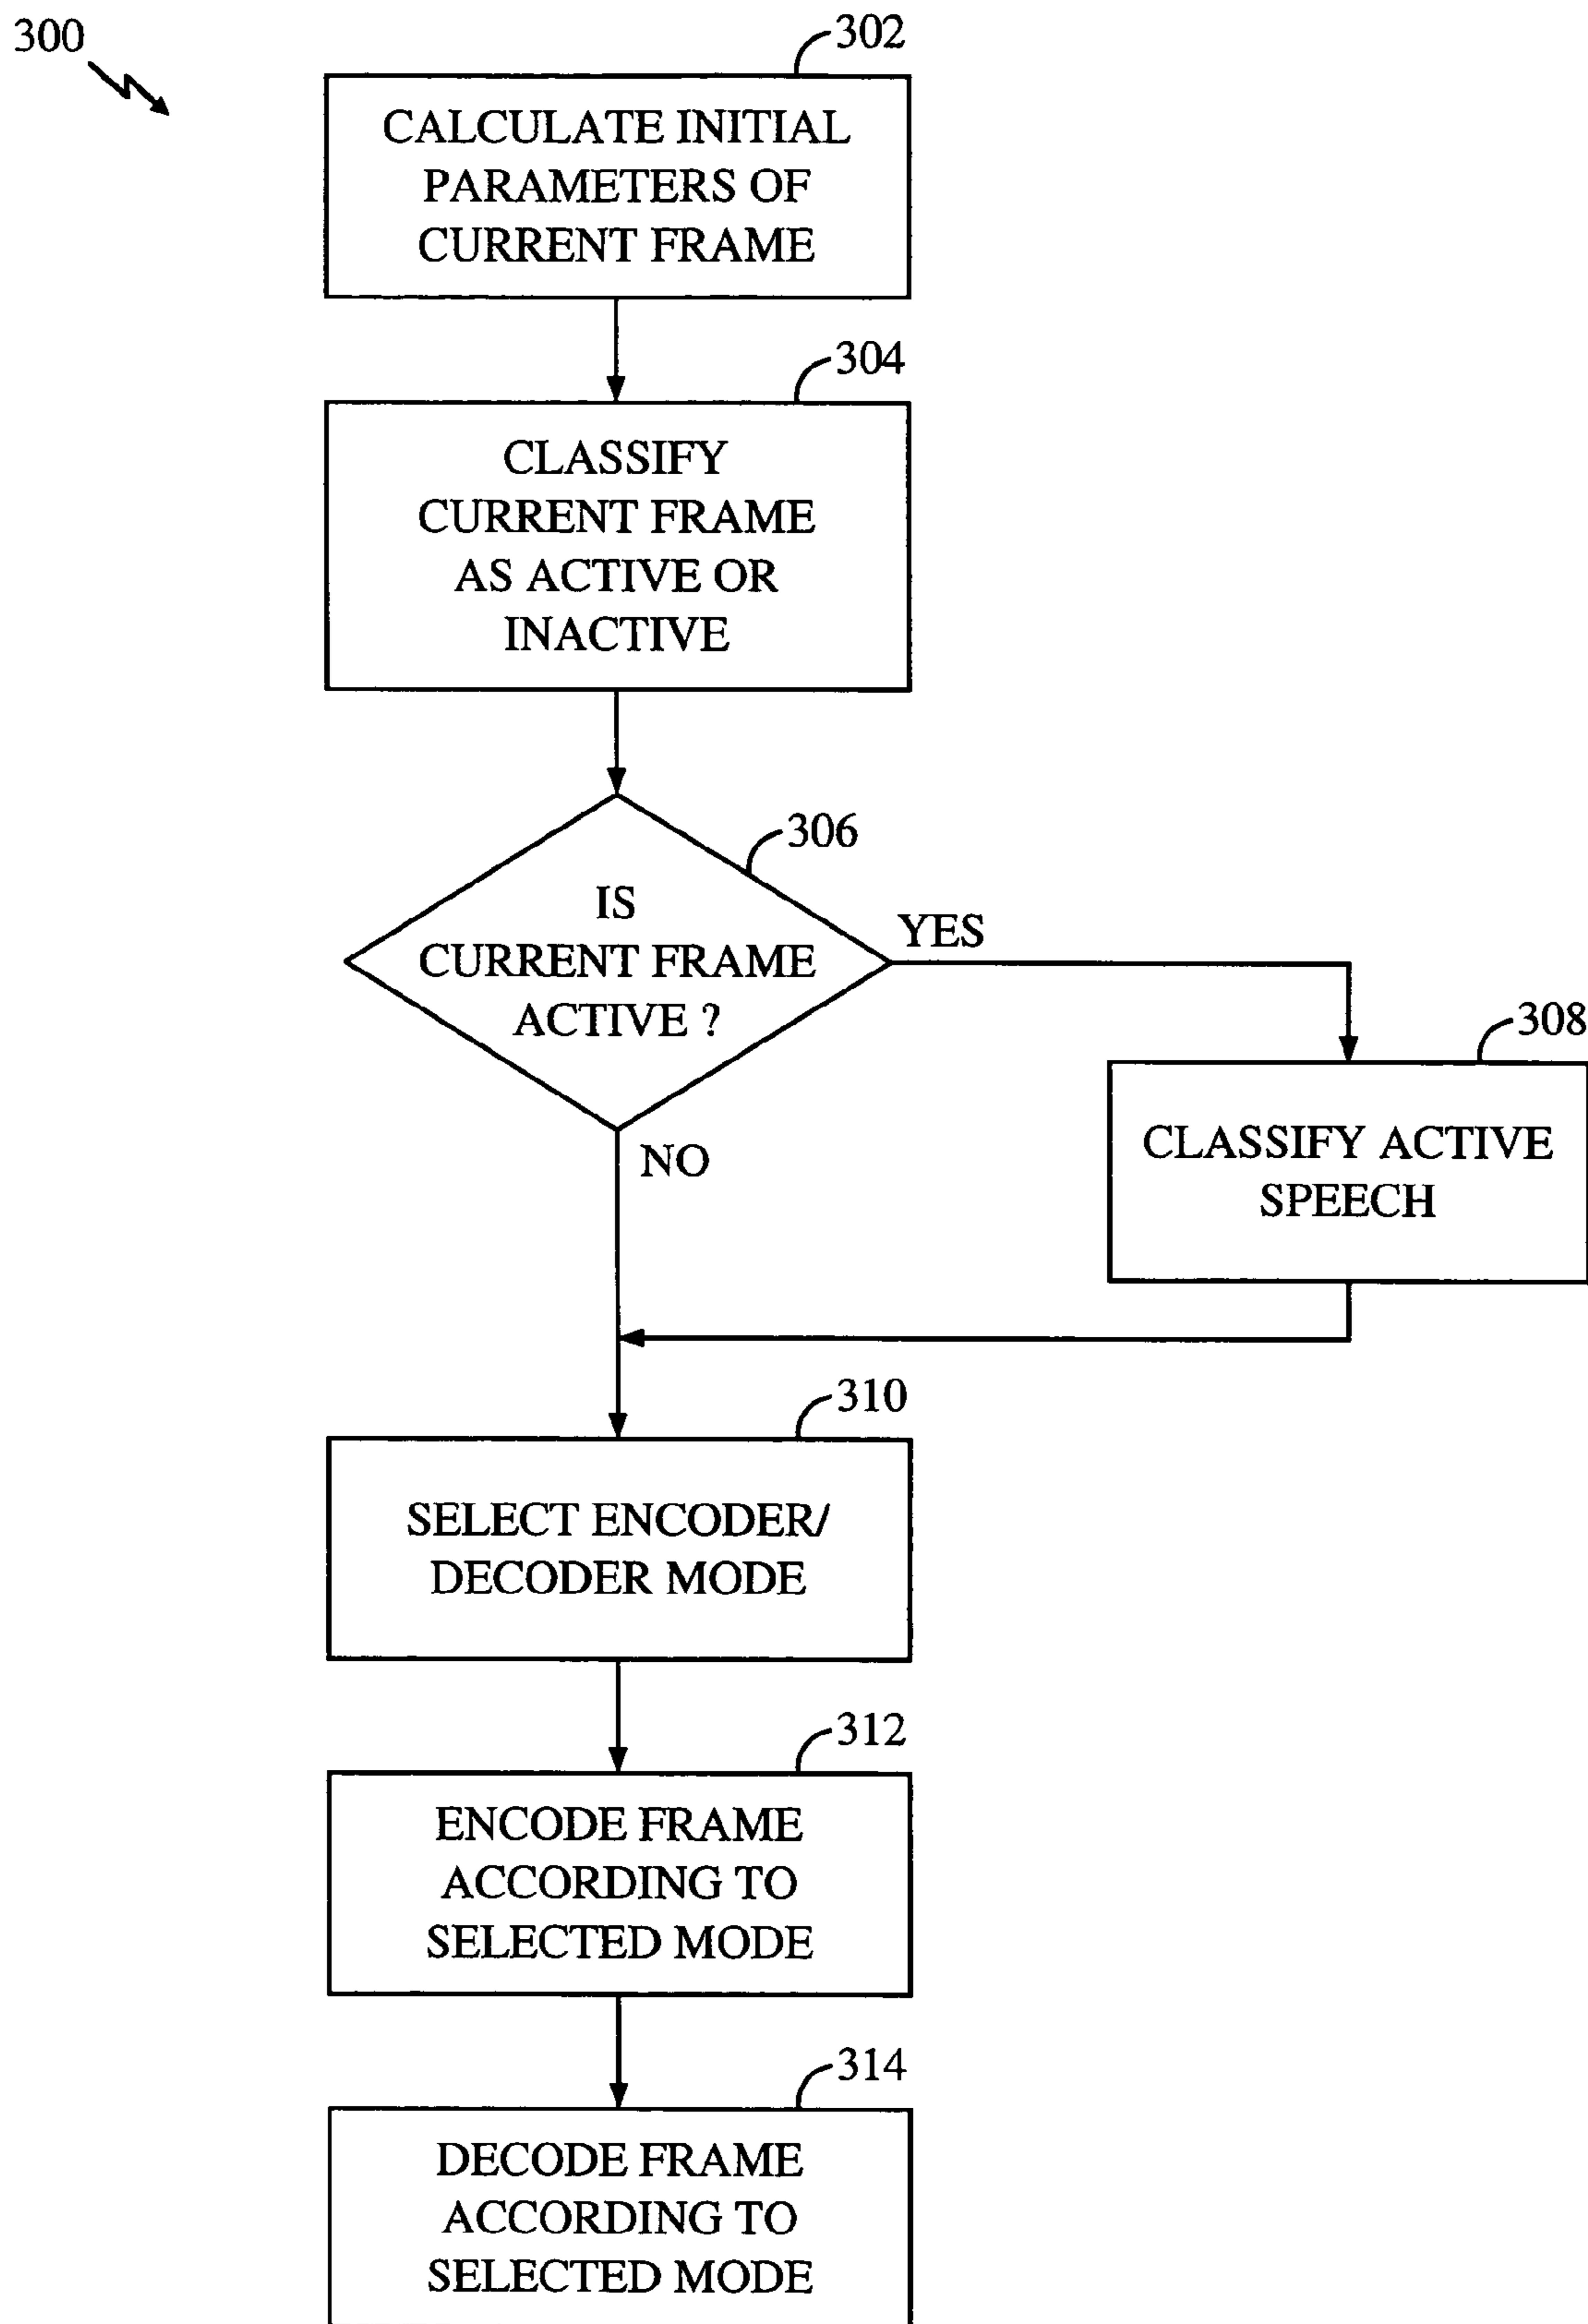 300
302
CALCULATE INITIAL
PARAMETERS OF
CURRENT FRAME
304
CLASSIFY
CURRENT FRAME
AS ACTIVE OR
INACTIVE
306
IS
CURRENT FRAME
ACTIVE ?
YES
NO
308
CLASSIFY ACTIVE
SPEECH
310
SELECT ENCODER/
DECODER MODE
312
ENCODE FRAME
ACCORDING TO
SELECTED MODE
314
DECODE FRAME
ACCORDING TO
SELECTED MODE